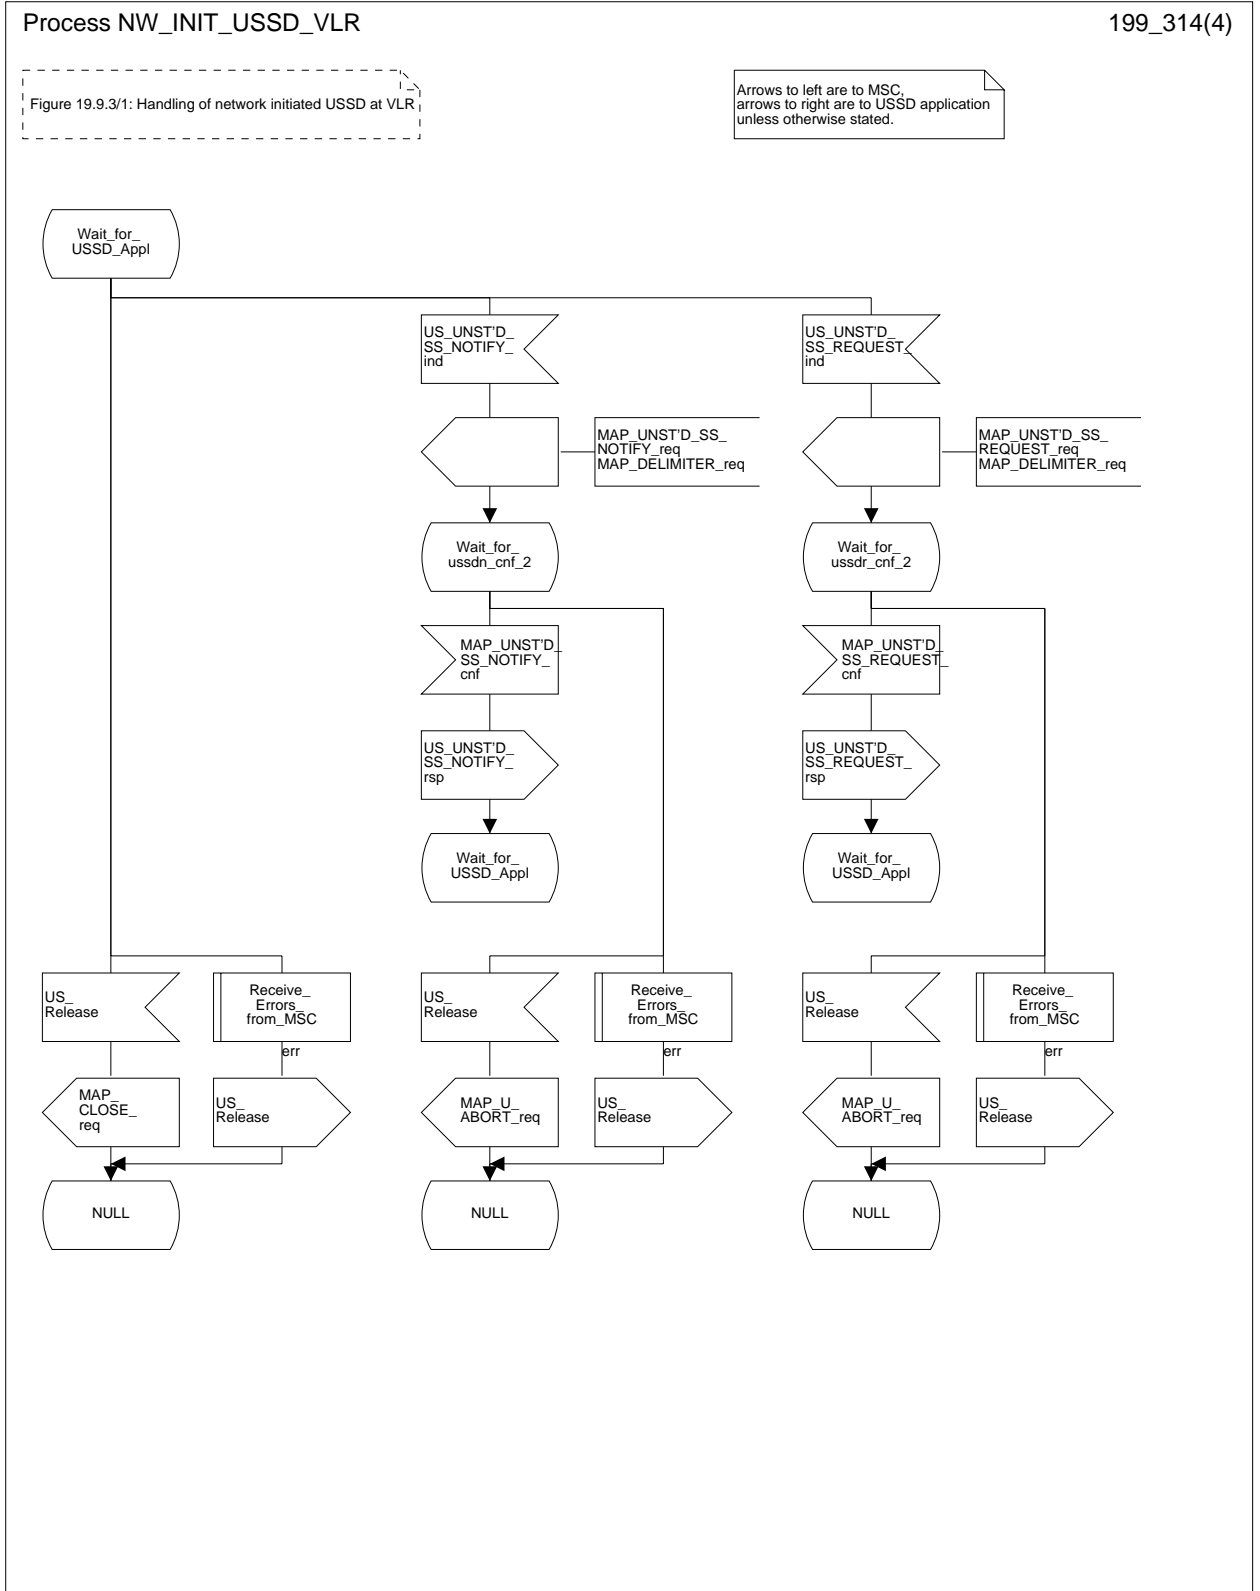 Process NW_INIT_USSD_VLR
199_314(4)
Figure 19.9.3/1: Handling of network initiated USSD at VLR
Arrows to left are to MSC,
arrows to right are to USSD application
unless otherwise stated.
Wait_for_
USSD_Appl
US_UNST'D_
SS_NOTIFY_
ind
US_UNST'D_
SS_REQUEST_
ind
MAP_UNST'D_SS_
NOTIFY_req
MAP_DELIMITER_req
MAP_UNST'D_SS_
REQUEST_req
MAP_DELIMITER_req
Wait_for_
ussdn_cnf_2
Wait_for_
ussdr_cnf_2
MAP_UNST'D_
SS_NOTIFY_
cnf
MAP_UNST'D_
SS_REQUEST_
cnf
US_UNST'D_
SS_NOTIFY_
rsp
US_UNST'D_
SS_REQUEST_
rsp
Wait_for_
USSD_Appl
Wait_for_
USSD_Appl
US_
Release
Receive_
Errors_
from_MSC
US_
Release
Receive_
Errors_
from_MSC
US_
Release
Receive_
Errors_
from_MSC
err
err
err
MAP_
CLOSE_
req
US_
Release
MAP_U_
ABORT_req
US_
Release
MAP_U_
ABORT_req
US_
Release
NULL
NULL
NULL